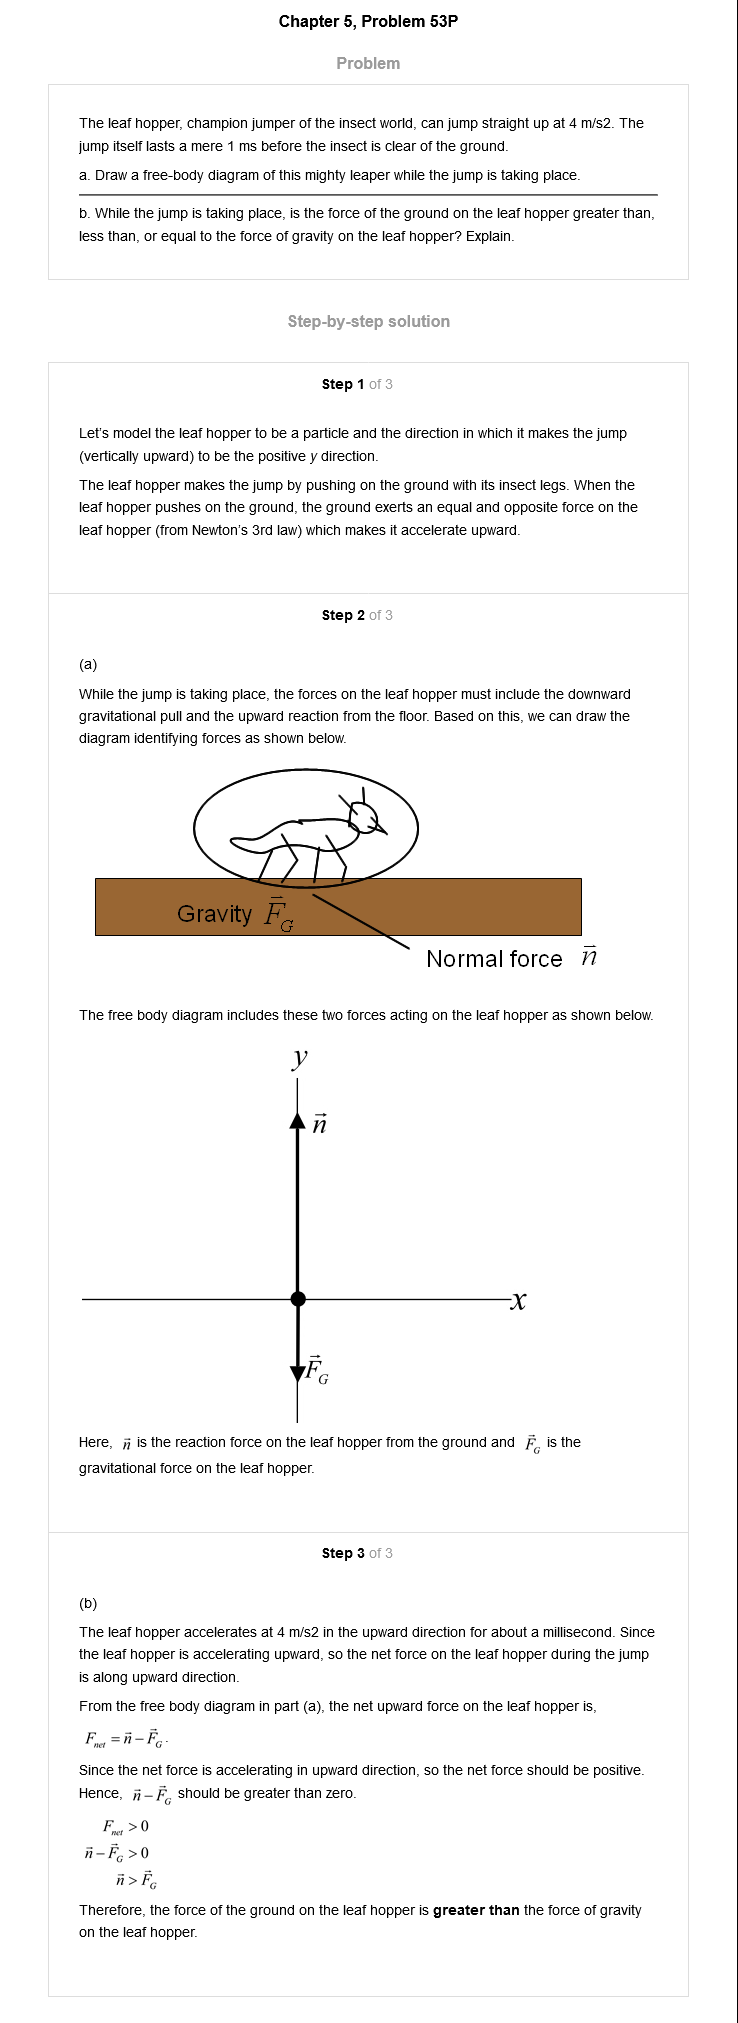 Chapter 5, Problem 53P
Problem
The leaf hopper, champion jumper of the insect world, can jump straight up at 4 m/s2. The
jump itself lasts a mere 1 ms before the insect is clear of the ground.
a. Draw a free-body diagram of this mighty leaper while the jump is taking place.
b. While the jump is taking place, is the force of the ground on the leaf hopper greater than,
less than, or equal to the force of gravity on the leaf hopper? Explain.
Step-by-step solution
Step 1 of 3
Let's model the leaf hopper to be a particle and the direction in which it makes the jump
(vertically upward) to be the positive y direction.
The leaf hopper makes the jump by pushing on the ground with its insect legs. When the
leaf hopper pushes on the ground, the ground exerts an equal and opposite force on the
leaf hopper (from Newton's 3rd law) which makes it accelerate upward.
Step 2 of 3
(a)
While the jump is taking place, the forces on the leaf hopper must include the downward
gravitational pull and the upward reaction from the floor. Based on this, we can draw the
diagram identifying forces as shown below.
Gravity F⃗_G
Normal force n⃗
The free body diagram includes these two forces acting on the leaf hopper as shown below.
y
n⃗
x
F⃗_G
Here, n⃗ is the reaction force on the leaf hopper from the ground and F⃗_G is the
gravitational force on the leaf hopper.
Step 3 of 3
(b)
The leaf hopper accelerates at 4 m/s2 in the upward direction for about a millisecond. Since
the leaf hopper is accelerating upward, so the net force on the leaf hopper during the jump
is along upward direction.
From the free body diagram in part (a), the net upward force on the leaf hopper is,
F_net = n⃗ − F⃗_G.
Since the net force is accelerating in upward direction, so the net force should be positive.
Hence, n⃗ − F⃗_G should be greater than zero.
F_net > 0
n⃗ − F⃗_G > 0
n⃗ > F⃗_G
Therefore, the force of the ground on the leaf hopper is greater than the force of gravity
on the leaf hopper.